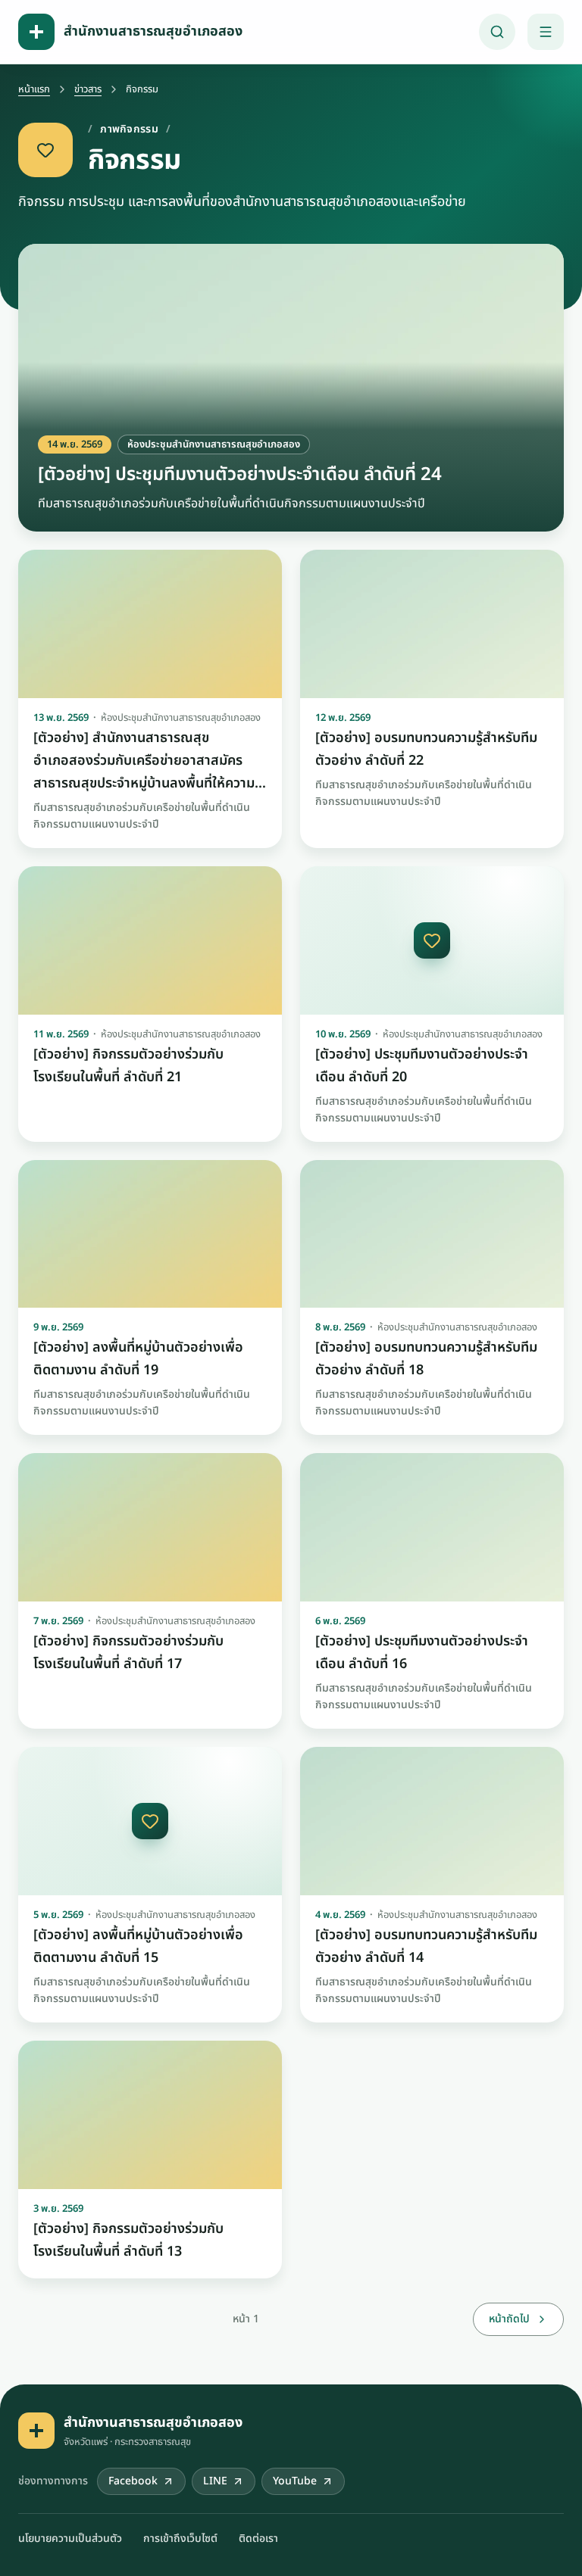 สำนักงานสาธารณสุขอำเภอสอง
หน้าแรก > ข่าวสาร > กิจกรรม
/ ภาพกิจกรรม /
กิจกรรม
กิจกรรม การประชุม และการลงพื้นที่ของสำนักงานสาธารณสุขอำเภอสองและเครือข่าย
14 พ.ย. 2569 ห้องประชุมสำนักงานสาธารณสุขอำเภอสอง
[ตัวอย่าง] ประชุมทีมงานตัวอย่างประจำเดือน ลำดับที่ 24
ทีมสาธารณสุขอำเภอร่วมกับเครือข่ายในพื้นที่ดำเนินกิจกรรมตามแผนงานประจำปี
13 พ.ย. 2569 · ห้องประชุมสำนักงานสาธารณสุขอำเภอสอง
[ตัวอย่าง] สำนักงานสาธารณสุข
อำเภอสองร่วมกับเครือข่ายอาสาสมัคร
สาธารณสุขประจำหมู่บ้านลงพื้นที่ให้ความ...
ทีมสาธารณสุขอำเภอร่วมกับเครือข่ายในพื้นที่ดำเนิน
กิจกรรมตามแผนงานประจำปี
12 พ.ย. 2569
[ตัวอย่าง] อบรมทบทวนความรู้สำหรับทีม
ตัวอย่าง ลำดับที่ 22
ทีมสาธารณสุขอำเภอร่วมกับเครือข่ายในพื้นที่ดำเนิน
กิจกรรมตามแผนงานประจำปี
11 พ.ย. 2569 · ห้องประชุมสำนักงานสาธารณสุขอำเภอสอง
[ตัวอย่าง] กิจกรรมตัวอย่างร่วมกับ
โรงเรียนในพื้นที่ ลำดับที่ 21
10 พ.ย. 2569 · ห้องประชุมสำนักงานสาธารณสุขอำเภอสอง
[ตัวอย่าง] ประชุมทีมงานตัวอย่างประจำ
เดือน ลำดับที่ 20
ทีมสาธารณสุขอำเภอร่วมกับเครือข่ายในพื้นที่ดำเนิน
กิจกรรมตามแผนงานประจำปี
9 พ.ย. 2569
[ตัวอย่าง] ลงพื้นที่หมู่บ้านตัวอย่างเพื่อ
ติดตามงาน ลำดับที่ 19
ทีมสาธารณสุขอำเภอร่วมกับเครือข่ายในพื้นที่ดำเนิน
กิจกรรมตามแผนงานประจำปี
8 พ.ย. 2569 · ห้องประชุมสำนักงานสาธารณสุขอำเภอสอง
[ตัวอย่าง] อบรมทบทวนความรู้สำหรับทีม
ตัวอย่าง ลำดับที่ 18
ทีมสาธารณสุขอำเภอร่วมกับเครือข่ายในพื้นที่ดำเนิน
กิจกรรมตามแผนงานประจำปี
7 พ.ย. 2569 · ห้องประชุมสำนักงานสาธารณสุขอำเภอสอง
[ตัวอย่าง] กิจกรรมตัวอย่างร่วมกับ
โรงเรียนในพื้นที่ ลำดับที่ 17
6 พ.ย. 2569
[ตัวอย่าง] ประชุมทีมงานตัวอย่างประจำ
เดือน ลำดับที่ 16
ทีมสาธารณสุขอำเภอร่วมกับเครือข่ายในพื้นที่ดำเนิน
กิจกรรมตามแผนงานประจำปี
5 พ.ย. 2569 · ห้องประชุมสำนักงานสาธารณสุขอำเภอสอง
[ตัวอย่าง] ลงพื้นที่หมู่บ้านตัวอย่างเพื่อ
ติดตามงาน ลำดับที่ 15
ทีมสาธารณสุขอำเภอร่วมกับเครือข่ายในพื้นที่ดำเนิน
กิจกรรมตามแผนงานประจำปี
4 พ.ย. 2569 · ห้องประชุมสำนักงานสาธารณสุขอำเภอสอง
[ตัวอย่าง] อบรมทบทวนความรู้สำหรับทีม
ตัวอย่าง ลำดับที่ 14
ทีมสาธารณสุขอำเภอร่วมกับเครือข่ายในพื้นที่ดำเนิน
กิจกรรมตามแผนงานประจำปี
3 พ.ย. 2569
[ตัวอย่าง] กิจกรรมตัวอย่างร่วมกับ
โรงเรียนในพื้นที่ ลำดับที่ 13
หน้า 1
หน้าถัดไป
สำนักงานสาธารณสุขอำเภอสอง
จังหวัดแพร่ · กระทรวงสาธารณสุข
ช่องทางทางการ Facebook LINE YouTube
นโยบายความเป็นส่วนตัว การเข้าถึงเว็บไซต์ ติดต่อเรา